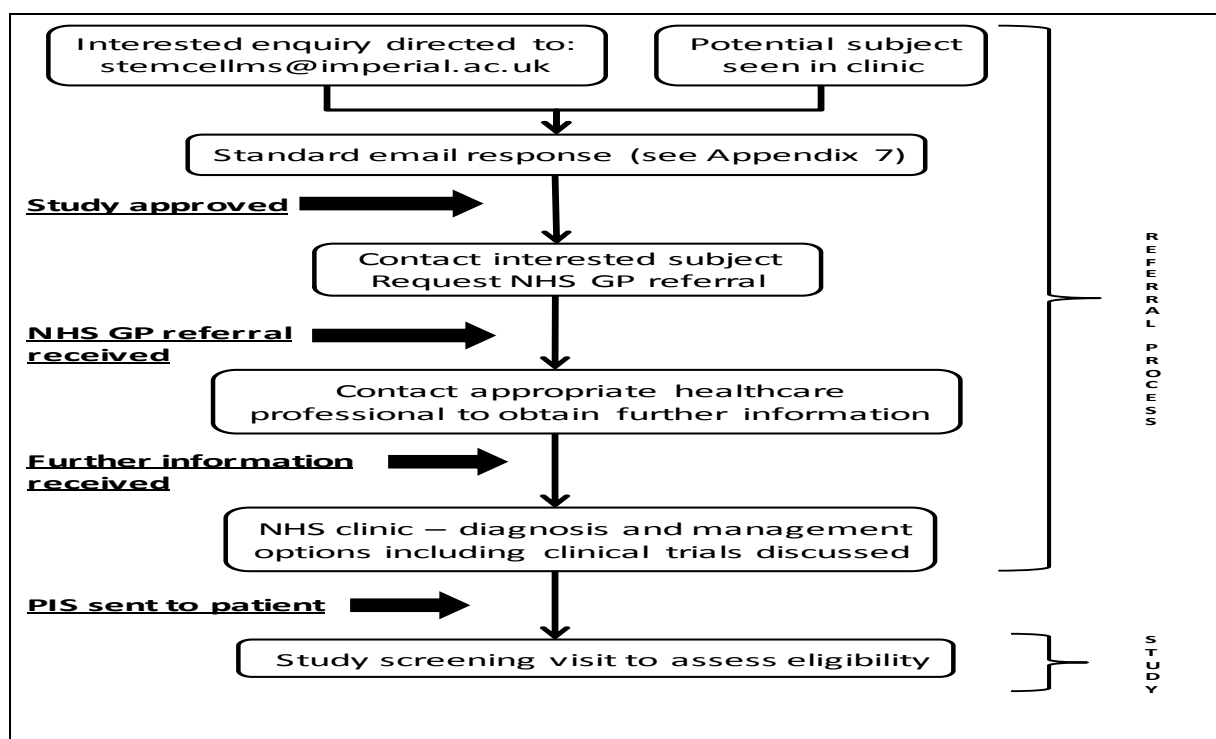 Interested enquiry directed to:
stemcellms@imperial.ac.uk
Potential subject
seen in clinic
Standard email response (see Appendix 7)
Study approved
Contact interested subject
Request NHS GP referral
NHS GP referral
received
Contact appropriate healthcare
professional to obtain further information
Further information
received
NHS clinic – diagnosis and management
options including clinical trials discussed
PIS sent to patient
Study screening visit to assess eligibility
REFERRAL PROCESS
STUDY